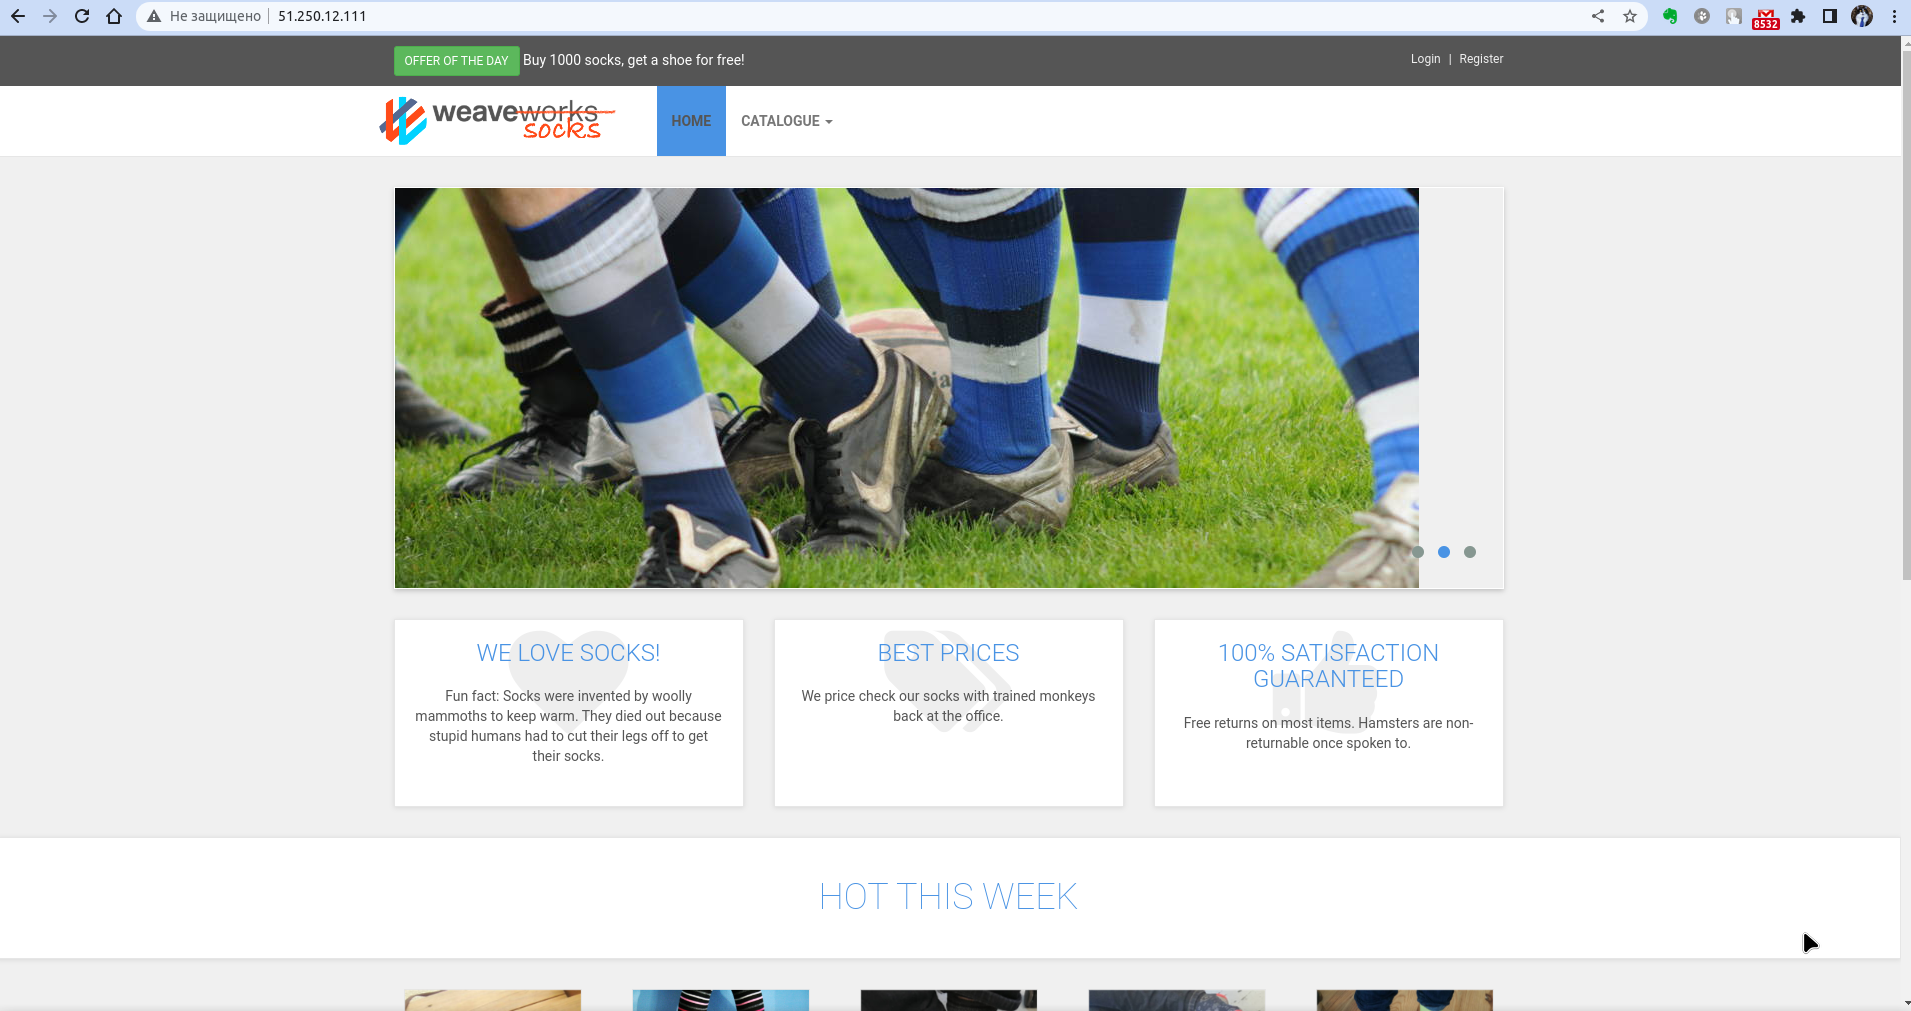 Не защищено 51.250.12.111
8532
OFFER OF THE DAY Buy 1000 socks, get a shoe for free!
Login | Register
weaveworks
socks
HOME CATALOGUE
WE LOVE SOCKS!
Fun fact: Socks were invented by woolly
mammoths to keep warm. They died out because
stupid humans had to cut their legs off to get
their socks.
BEST PRICES
We price check our socks with trained monkeys
back at the office.
100% SATISFACTION
GUARANTEED
Free returns on most items. Hamsters are non-
returnable once spoken to.
HOT THIS WEEK